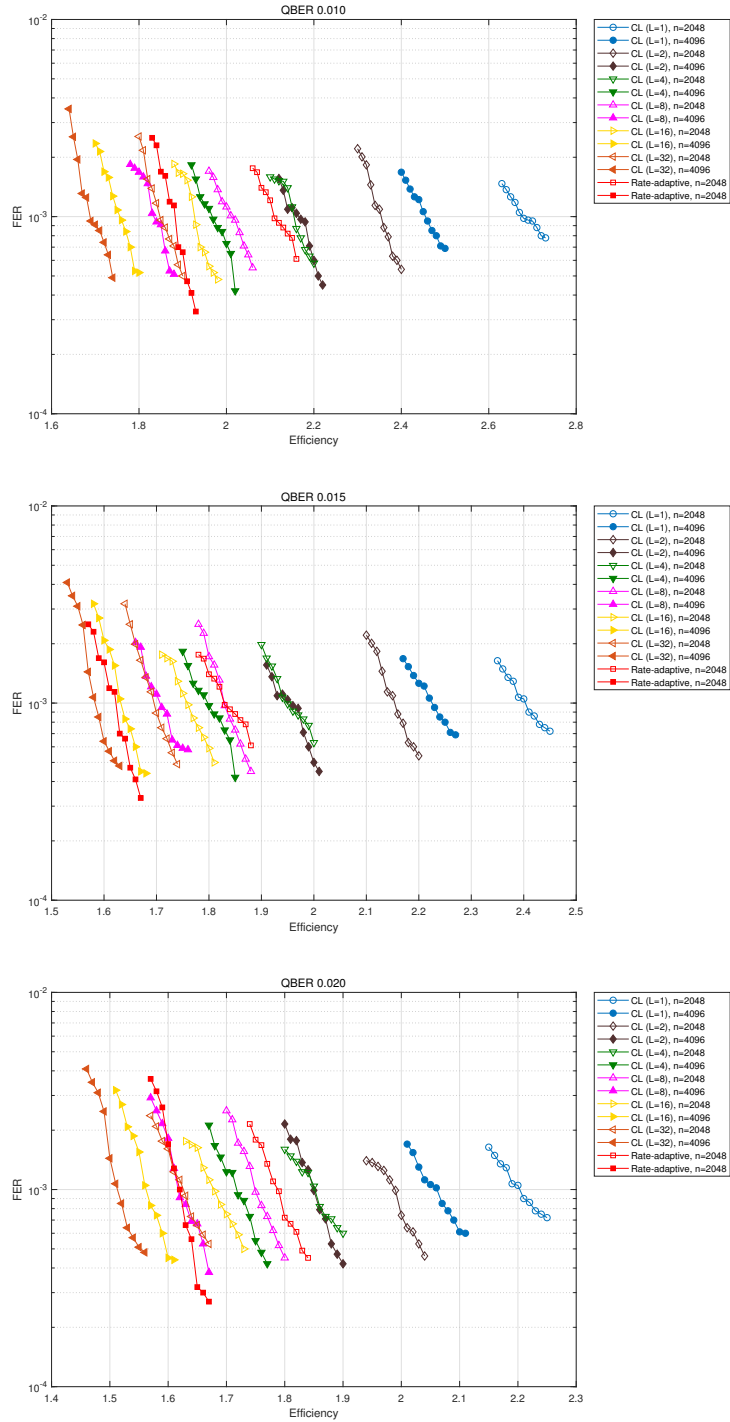 QBER 0.010
10-2
10-3
10-4
FER
1.6 1.8 2 2.2 2.4 2.6 2.8
Efficiency
CL (L=1), n=2048
CL (L=1), n=4096
CL (L=2), n=2048
CL (L=2), n=4096
CL (L=4), n=2048
CL (L=4), n=4096
CL (L=8), n=2048
CL (L=8), n=4096
CL (L=16), n=2048
CL (L=16), n=4096
CL (L=32), n=2048
CL (L=32), n=4096
Rate-adaptive, n=2048
Rate-adaptive, n=2048
QBER 0.015
10-2
10-3
10-4
FER
1.5 1.6 1.7 1.8 1.9 2 2.1 2.2 2.3 2.4 2.5
Efficiency
CL (L=1), n=2048
CL (L=1), n=4096
CL (L=2), n=2048
CL (L=2), n=4096
CL (L=4), n=2048
CL (L=4), n=4096
CL (L=8), n=2048
CL (L=8), n=4096
CL (L=16), n=2048
CL (L=16), n=4096
CL (L=32), n=2048
CL (L=32), n=4096
Rate-adaptive, n=2048
Rate-adaptive, n=2048
QBER 0.020
10-2
10-3
10-4
FER
1.4 1.5 1.6 1.7 1.8 1.9 2 2.1 2.2 2.3
Efficiency
CL (L=1), n=2048
CL (L=1), n=4096
CL (L=2), n=2048
CL (L=2), n=4096
CL (L=4), n=2048
CL (L=4), n=4096
CL (L=8), n=2048
CL (L=8), n=4096
CL (L=16), n=2048
CL (L=16), n=4096
CL (L=32), n=2048
CL (L=32), n=4096
Rate-adaptive, n=2048
Rate-adaptive, n=2048